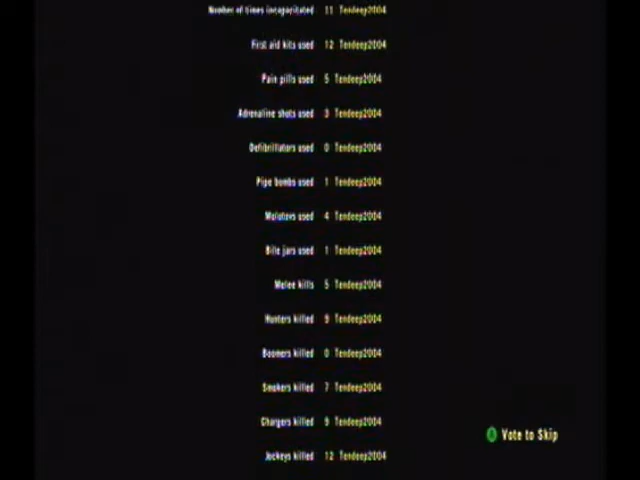 Number of times incapacitated 11 Tendeep2004
First aid kits used 12 Tendeep2004
Pain pills used 5 Tendeep2004
Adrenaline shots used 3 Tendeep2004
Defibrillators used 0 Tendeep2004
Pipe bombs used 1 Tendeep2004
Molotovs used 4 Tendeep2004
Bile jars used 1 Tendeep2004
Melee kills 5 Tendeep2004
Hunters killed 9 Tendeep2004
Boomers killed 0 Tendeep2004
Smokers killed 7 Tendeep2004
Chargers killed 9 Tendeep2004
A Vote to Skip
Jockeys killed 12 Tendeep2004